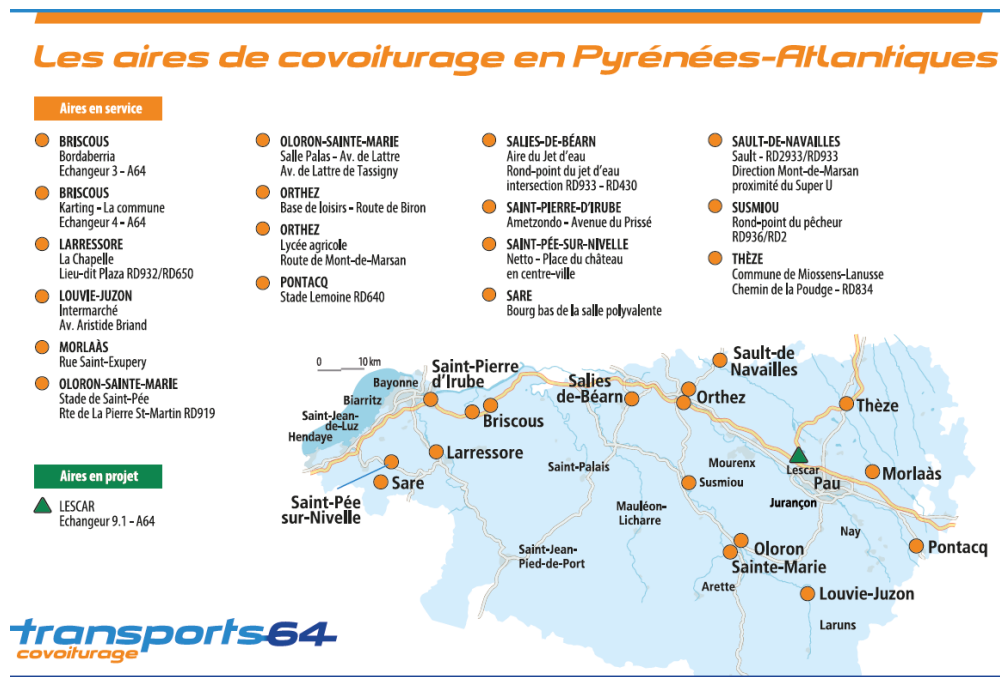 Les aires de covoiturage en Pyrénées-Atlantiques
Aires en service
BRISCOUS
Bordaberria
Echangeur 3 - A64
BRISCOUS
Karting - La commune
Echangeur 4 - A64
LARRESSORE
La Chapelle
Lieu-dit Plaza RD932/RD650
LOUVIE-JUZON
Intermarché
Av. Aristide Briand
MORLAÀS
Rue Saint-Exupery
OLORON-SAINTE-MARIE
Stade de Saint-Pée
Rte de La Pierre St-Martin RD919
OLORON-SAINTE-MARIE
Salle Palas - Av. de Lattre
Av. de Lattre de Tassigny
ORTHEZ
Base de loisirs - Route de Biron
ORTHEZ
Lycée agricole
Route de Mont-de-Marsan
PONTACQ
Stade Lemoine RD640
SALIES-DE-BÉARN
Aire du Jet d'eau
Rond-point du jet d'eau
intersection RD933 - RD430
SAINT-PIERRE-D'IRUBE
Ametzondo - Avenue du Prissé
SAINT-PÉE-SUR-NIVELLE
Netto - Place du château
en centre-ville
SARE
Bourg bas de la salle polyvalente
SAULT-DE-NAVAILLES
Sault - RD2933/RD933
Direction Mont-de-Marsan
proximité du Super U
SUSMIOU
Rond-point du pêcheur
RD936/RD2
THÈZE
Commune de Miossens-Lanusse
Chemin de la Poudge - RD834
Aires en projet
LESCAR
Echangeur 9.1 - A64
0 10 km
Bayonne
Biarritz
Saint-Jean-
de-Luz
Hendaye
Saint-Pierre
d'Irube
Briscous
Larressore
Sare
Saint-Pée
sur-Nivelle
Salies
de-Béarn
Saint-Palais
Saint-Jean-
Pied-de-Port
Mauléon-
Licharre
Sault-de
Navailles
Orthez
Mourenx
Susmiou
Thèze
Lescar
Pau
Jurançon
Morlaàs
Nay
Pontacq
Oloron
Sainte-Marie
Arette
Louvie-Juzon
Laruns
transports64
covoiturage